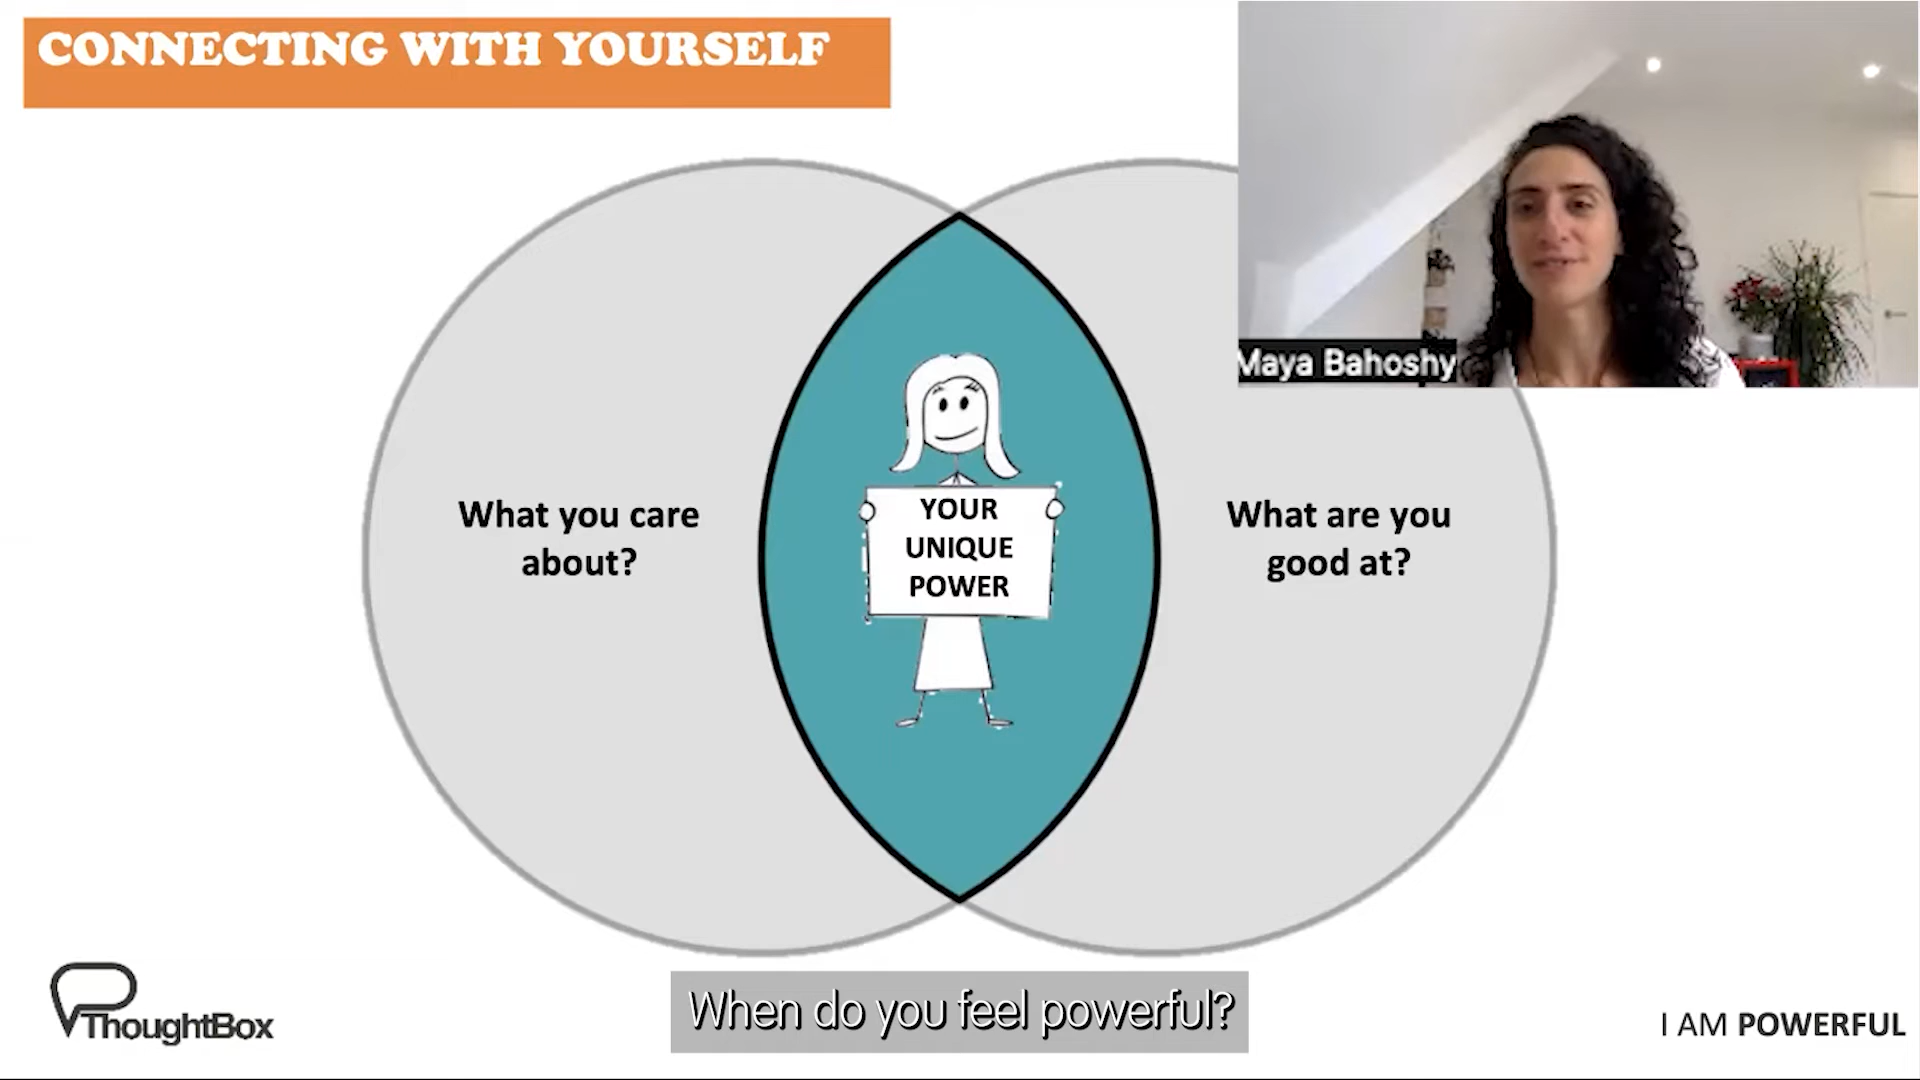 CONNECTING WITH YOURSELF
Maya Bahoshy
What you care
about?
YOUR
UNIQUE
POWER
What are you
good at?
When do you feel powerful?
ThoughtBox
I AM POWERFUL